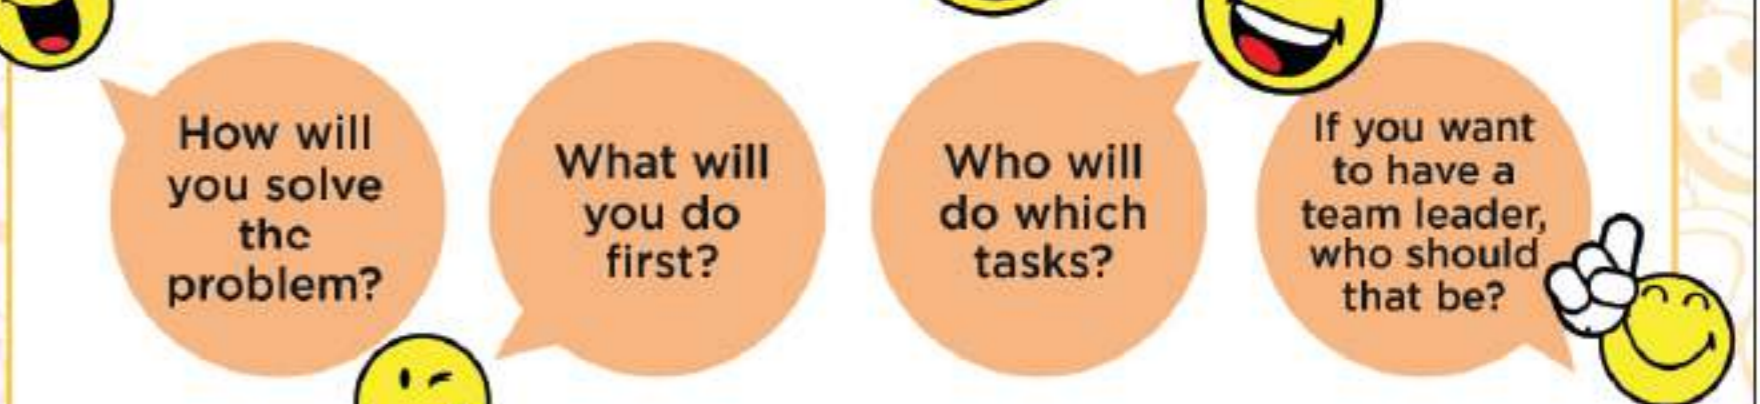 How will
you solve
the
problem?
What will
you do
first?
Who will
do which
tasks?
If you want
to have a
team leader,
who should
that be?